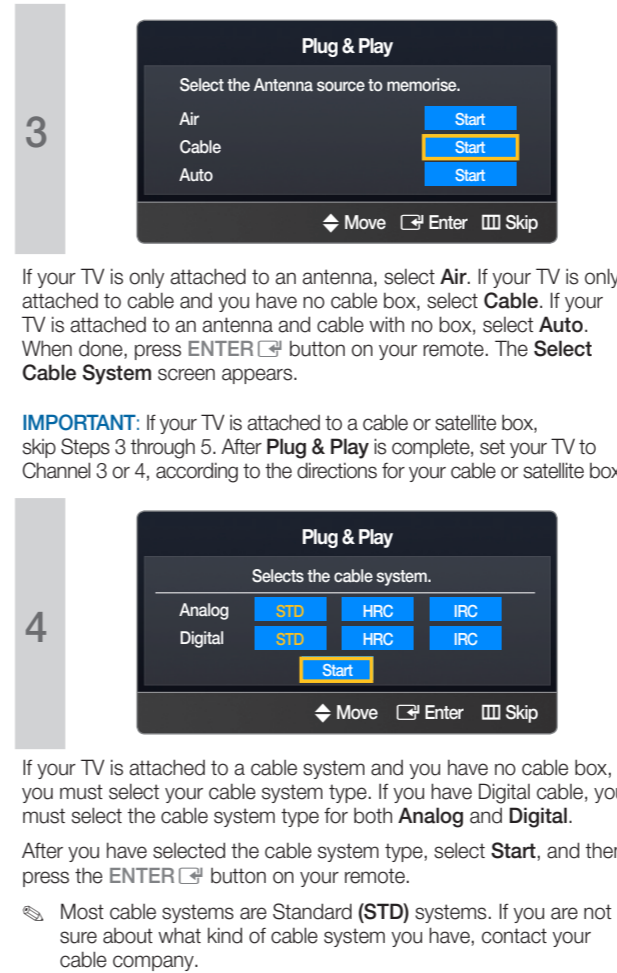 3
Plug & Play
Select the Antenna source to memorise.
Air Start
Cable Start
Auto Start
Move Enter Skip
If your TV is only attached to an antenna, select Air. If your TV is only
attached to cable and you have no cable box, select Cable. If your
TV is attached to an antenna and cable with no box, select Auto.
When done, press ENTER button on your remote. The Select
Cable System screen appears.
IMPORTANT: If your TV is attached to a cable or satellite box,
skip Steps 3 through 5. After Plug & Play is complete, set your TV to
Channel 3 or 4, according to the directions for your cable or satellite box
4
Plug & Play
Selects the cable system.
Analog STD HRC IRC
Digital STD HRC IRC
Start
Move Enter Skip
If your TV is attached to a cable system and you have no cable box,
you must select your cable system type. If you have Digital cable, you
must select the cable system type for both Analog and Digital.
After you have selected the cable system type, select Start, and then
press the ENTER button on your remote.
Most cable systems are Standard (STD) systems. If you are not
sure about what kind of cable system you have, contact your
cable company.